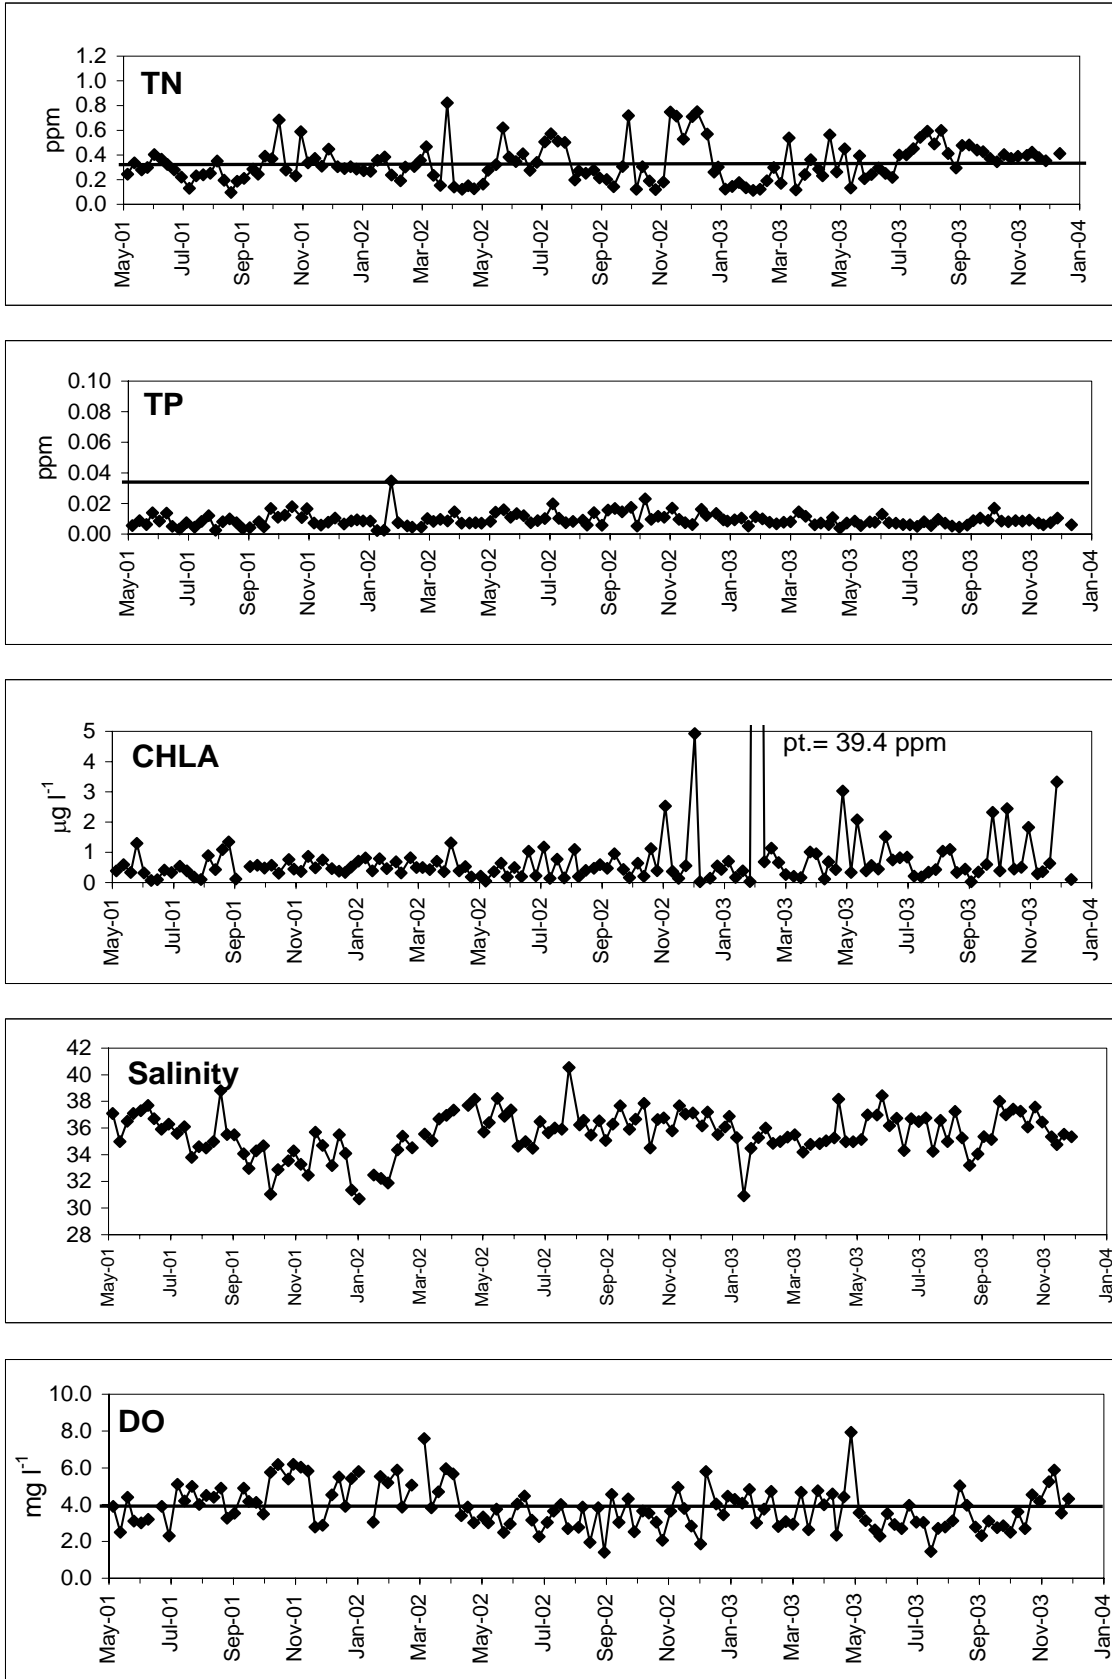 TN
ppm
1.2
1.0
0.8
0.6
0.4
0.2
0.0
May-01 Jul-01 Sep-01 Nov-01 Jan-02 Mar-02 May-02 Jul-02 Sep-02 Nov-02 Jan-03 Mar-03 May-03 Jul-03 Sep-03 Nov-03 Jan-04
TP
ppm
0.10
0.08
0.06
0.04
0.02
0.00
May-01 Jul-01 Sep-01 Nov-01 Jan-02 Mar-02 May-02 Jul-02 Sep-02 Nov-02 Jan-03 Mar-03 May-03 Jul-03 Sep-03 Nov-03 Jan-04
CHLA
pt.= 39.4 ppm
µg l-1
5
4
3
2
1
0
May-01 Jul-01 Sep-01 Nov-01 Jan-02 Mar-02 May-02 Jul-02 Sep-02 Nov-02 Jan-03 Mar-03 May-03 Jul-03 Sep-03 Nov-03 Jan-04
Salinity
42
40
38
36
34
32
30
28
May-01 Jul-01 Sep-01 Nov-01 Jan-02 Mar-02 May-02 Jul-02 Sep-02 Nov-02 Jan-03 Mar-03 May-03 Jul-03 Sep-03 Nov-03 Jan-04
DO
mg l-1
10.0
8.0
6.0
4.0
2.0
0.0
May-01 Jul-01 Sep-01 Nov-01 Jan-02 Mar-02 May-02 Jul-02 Sep-02 Nov-02 Jan-03 Mar-03 May-03 Jul-03 Sep-03 Nov-03 Jan-04